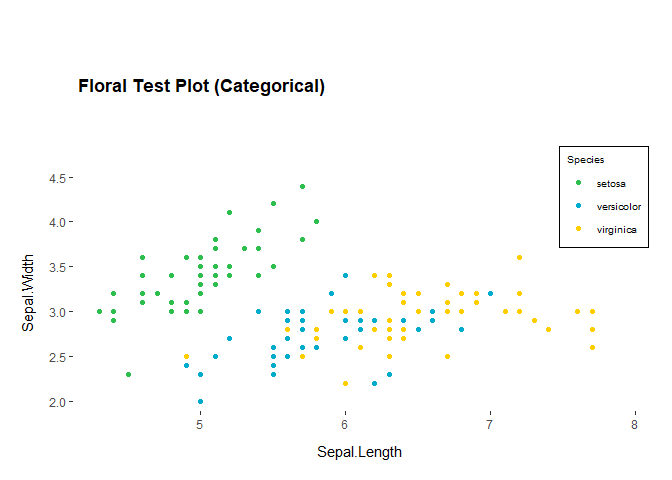 Floral Test Plot (Categorical)
Species
setosa
versicolor
virginica
Sepal.Width
4.5
4.0
3.5
3.0
2.5
2.0
5 6 7 8
Sepal.Length